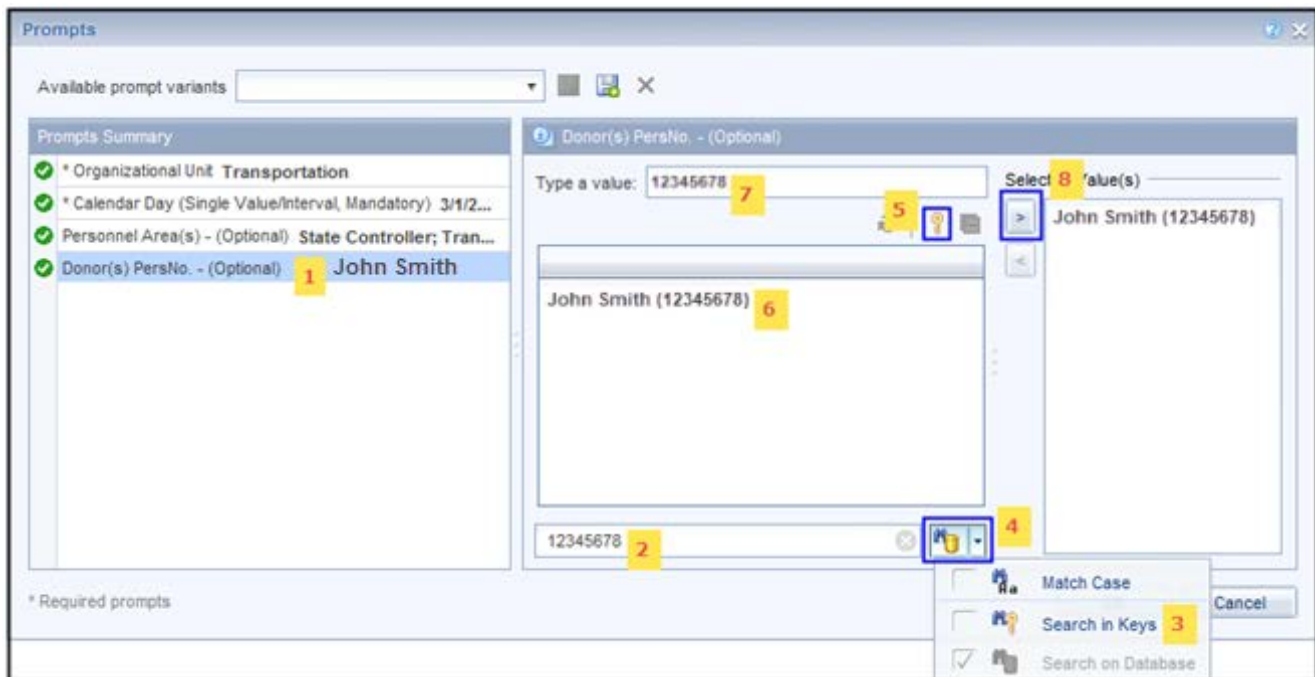 Prompts
Available prompt variants
Prompts Summary
* Organizational Unit Transportation
* Calendar Day (Single Value/Interval, Mandatory) 3/1/2...
Personnel Area(s) - (Optional) State Controller; Tran...
Donor(s) PersNo. - (Optional) 1 John Smith
* Required prompts
Donor(s) PersNo. - (Optional)
Type a value: 12345678 7
5
John Smith (12345678) 6
12345678 2
4
Match Case
Search in Keys 3
Search on Database
8 Value(s)
>
John Smith (12345678)
<
Cancel